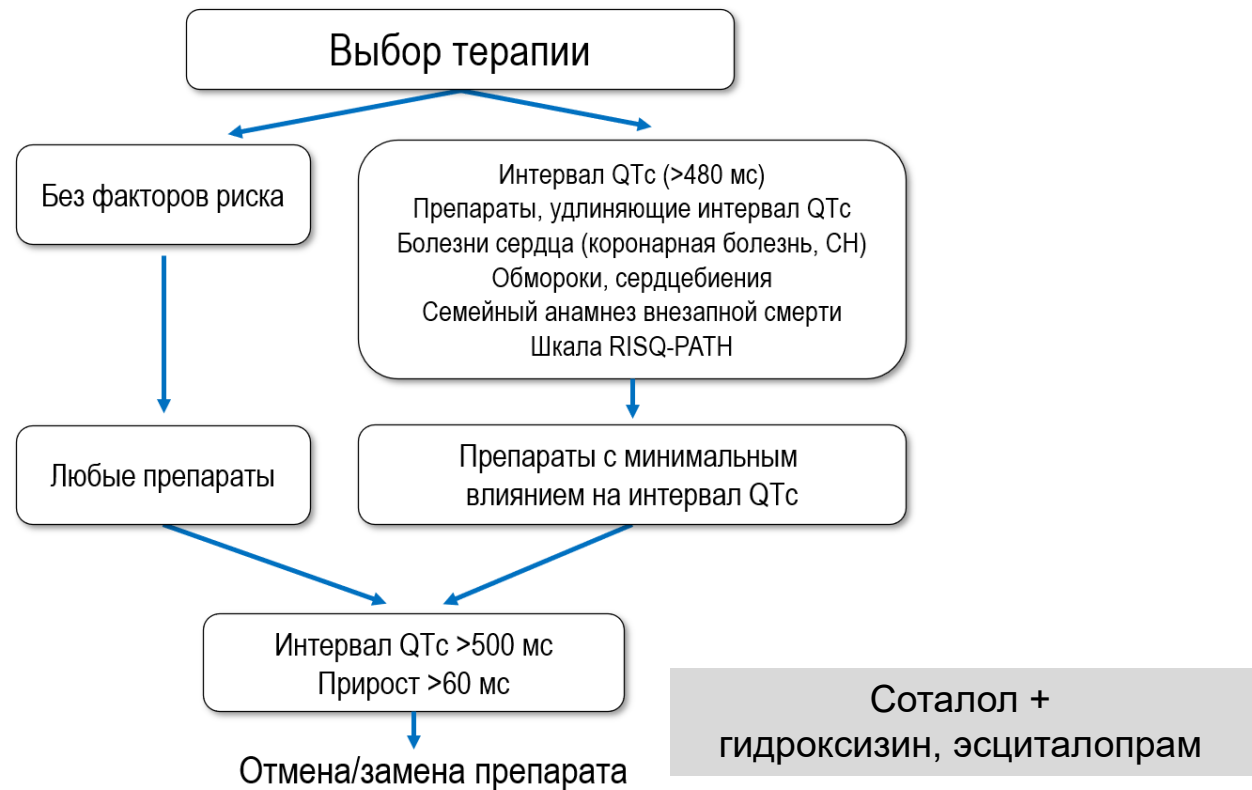 Выбор терапии
Без факторов риска
Интервал QTc (>480 мс)
Препараты, удлиняющие интервал QTc
Болезни сердца (коронарная болезнь, СН)
Обмороки, сердцебиения
Семейный анамнез внезапной смерти
Шкала RISQ-PATH
Любые препараты
Препараты с минимальным
влиянием на интервал QTc
Интервал QTc >500 мс
Прирост >60 мс
Отмена/замена препарата
Соталол +
гидроксизин, эсциталопрам